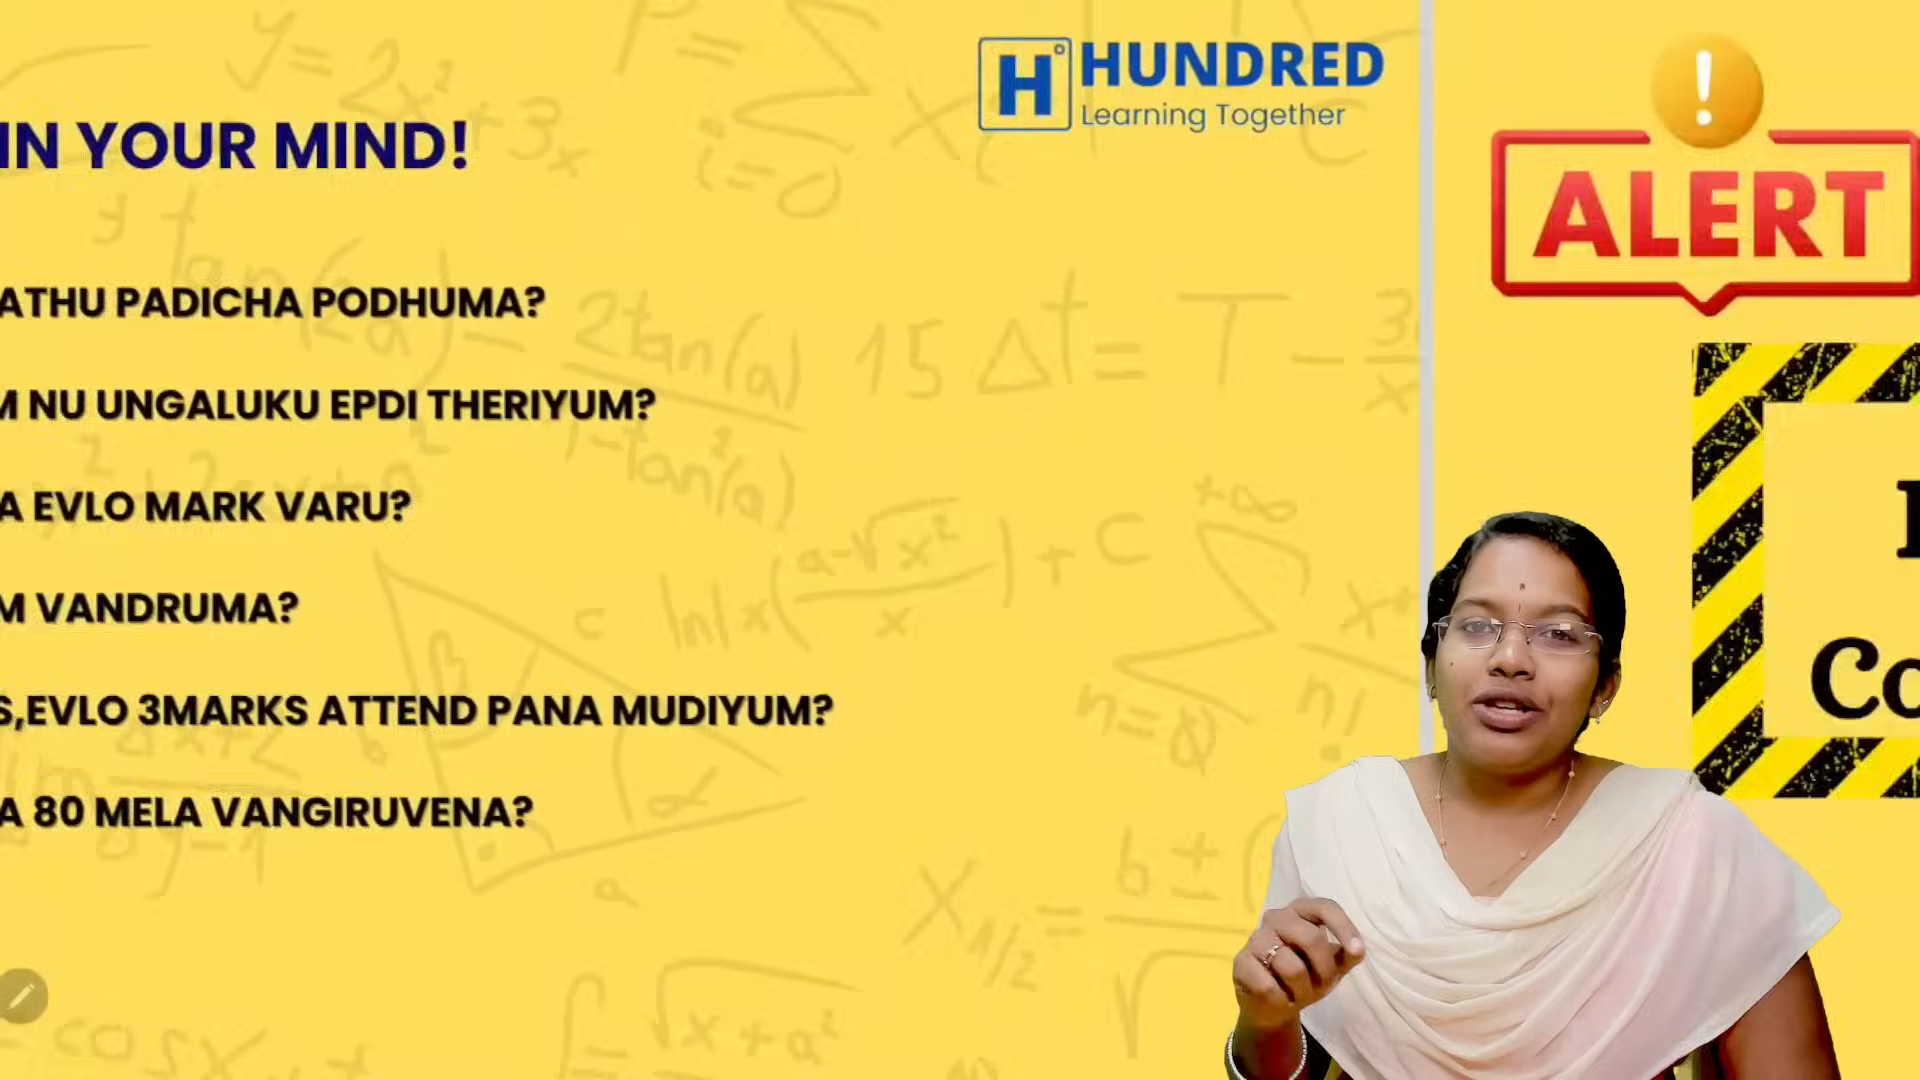 HUNDRED
Learning Together
IN YOUR MIND!
ATHU PADICHA PODHUMA?
NU UNGALUKU EPDI THERIYUM?
A EVLO MARK VARU?
M VANDRUMA?
S,EVLO 3MARKS ATTEND PANA MUDIYUM?
A 80 MELA VANGIRUVENA?
!
ALERT
Co